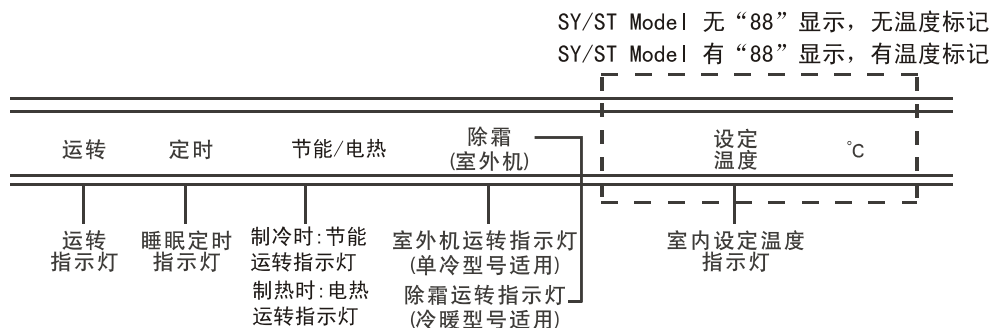 SY/ST Model 无“88”显示，无温度标记
SY/ST Model 有“88”显示，有温度标记
运转
定时
节能/电热
除霜
(室外机)
设定
温度
℃
运转
指示灯
睡眠定时
指示灯
制冷时:节能
运转指示灯
制热时:电热
运转指示灯
室外机运转指示灯
(单冷型号适用)
除霜运转指示灯
(冷暖型号适用)
室内设定温度
指示灯